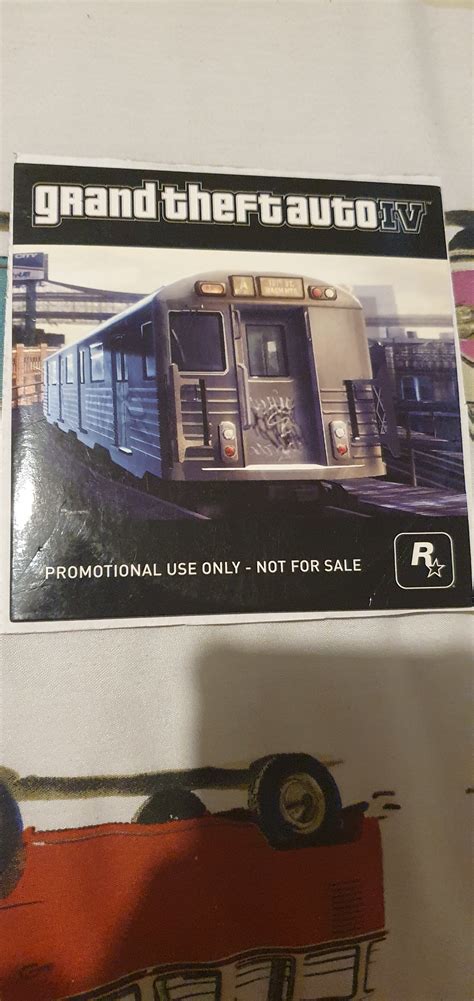 grand theft auto IV
PROMOTIONAL USE ONLY - NOT FOR SALE
R